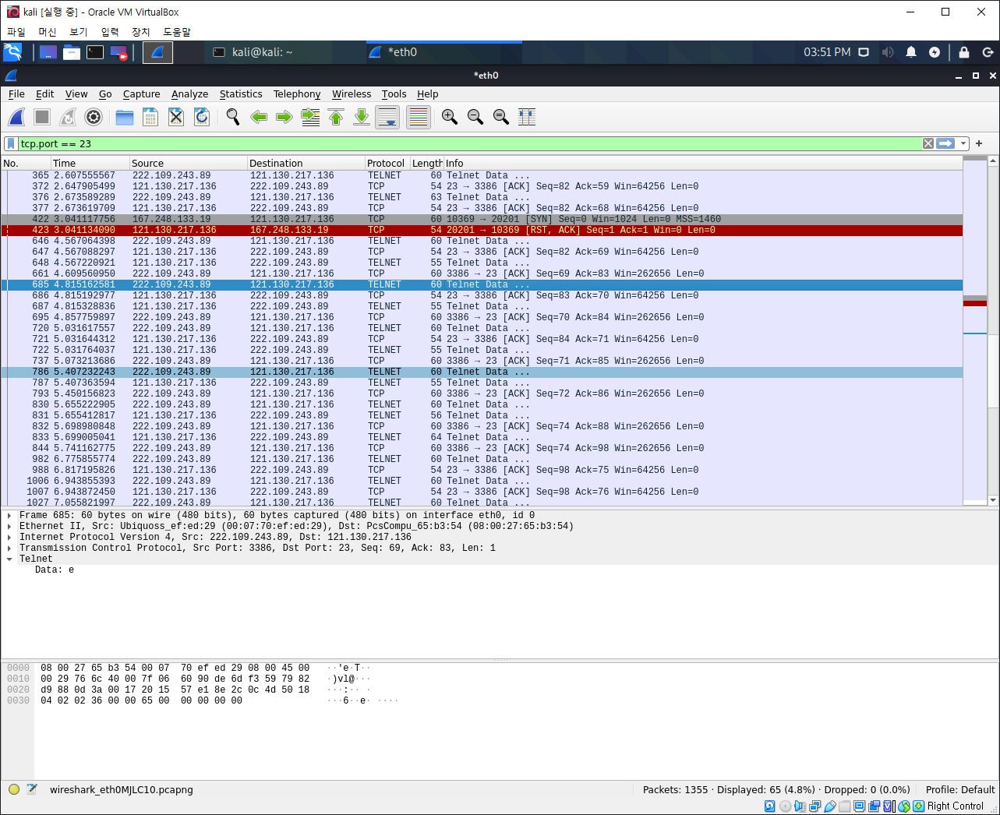 kali [실행 중] - Oracle VM VirtualBox
파일 머신 보기 입력 장치 도움말
kali@kali: ~ *eth0 03:51 PM
*eth0
File Edit View Go Capture Analyze Statistics Telephony Wireless Tools Help
tcp.port == 23
No. Time Source Destination Protocol Length Info
365 2.607555567 222.109.243.89 121.130.217.136 TELNET 60 Telnet Data ...
372 2.647905499 121.130.217.136 222.109.243.89 TCP 54 23 → 3386 [ACK] Seq=82 Ack=59 Win=64256 Len=0
376 2.673589289 222.109.243.89 121.130.217.136 TELNET 63 Telnet Data ...
377 2.673619709 121.130.217.136 222.109.243.89 TCP 54 23 → 3386 [ACK] Seq=82 Ack=68 Win=64256 Len=0
422 3.041117756 167.248.133.19 121.130.217.136 TCP 60 10369 → 20201 [SYN] Seq=0 Win=1024 Len=0 MSS=1460
423 3.041134090 121.130.217.136 167.248.133.19 TCP 54 20201 → 10369 [RST, ACK] Seq=1 Ack=1 Win=0 Len=0
646 4.567064398 222.109.243.89 121.130.217.136 TELNET 60 Telnet Data ...
647 4.567088297 121.130.217.136 222.109.243.89 TCP 54 23 → 3386 [ACK] Seq=82 Ack=69 Win=64256 Len=0
648 4.567220921 121.130.217.136 222.109.243.89 TELNET 55 Telnet Data ...
661 4.609560950 222.109.243.89 121.130.217.136 TCP 60 3386 → 23 [ACK] Seq=69 Ack=83 Win=262656 Len=0
685 4.815162581 222.109.243.89 121.130.217.136 TELNET 60 Telnet Data ...
686 4.815192977 121.130.217.136 222.109.243.89 TCP 54 23 → 3386 [ACK] Seq=83 Ack=70 Win=64256 Len=0
687 4.815328836 121.130.217.136 222.109.243.89 TELNET 55 Telnet Data ...
695 4.857759897 222.109.243.89 121.130.217.136 TCP 60 3386 → 23 [ACK] Seq=70 Ack=84 Win=262656 Len=0
720 5.031617557 222.109.243.89 121.130.217.136 TELNET 60 Telnet Data ...
721 5.031644312 121.130.217.136 222.109.243.89 TCP 54 23 → 3386 [ACK] Seq=84 Ack=71 Win=64256 Len=0
722 5.031764037 121.130.217.136 222.109.243.89 TELNET 55 Telnet Data ...
737 5.073213686 222.109.243.89 121.130.217.136 TCP 60 3386 → 23 [ACK] Seq=71 Ack=85 Win=262656 Len=0
786 5.407232243 222.109.243.89 121.130.217.136 TELNET 60 Telnet Data ...
787 5.407363594 121.130.217.136 222.109.243.89 TELNET 55 Telnet Data ...
793 5.450156823 222.109.243.89 121.130.217.136 TCP 60 3386 → 23 [ACK] Seq=72 Ack=86 Win=262656 Len=0
830 5.655222905 222.109.243.89 121.130.217.136 TELNET 60 Telnet Data ...
831 5.655412817 121.130.217.136 222.109.243.89 TELNET 56 Telnet Data ...
832 5.698980848 222.109.243.89 121.130.217.136 TCP 60 3386 → 23 [ACK] Seq=74 Ack=88 Win=262656 Len=0
833 5.699005041 121.130.217.136 222.109.243.89 TELNET 64 Telnet Data ...
844 5.741162775 222.109.243.89 121.130.217.136 TCP 60 3386 → 23 [ACK] Seq=74 Ack=98 Win=262656 Len=0
982 6.775855774 222.109.243.89 121.130.217.136 TELNET 60 Telnet Data ...
988 6.817195826 121.130.217.136 222.109.243.89 TCP 54 23 → 3386 [ACK] Seq=98 Ack=75 Win=64256 Len=0
1006 6.943855393 222.109.243.89 121.130.217.136 TELNET 60 Telnet Data ...
1007 6.943872450 121.130.217.136 222.109.243.89 TCP 54 23 → 3386 [ACK] Seq=98 Ack=76 Win=64256 Len=0
1027 7.055821997 222.109.243.89 121.130.217.136 TELNET 60 Telnet Data ...
Frame 685: 60 bytes on wire (480 bits), 60 bytes captured (480 bits) on interface eth0, id 0
Ethernet II, Src: Ubiquoss_ef:ed:29 (00:07:70:ef:ed:29), Dst: PcsCompu_65:b3:54 (08:00:27:65:b3:54)
Internet Protocol Version 4, Src: 222.109.243.89, Dst: 121.130.217.136
Transmission Control Protocol, Src Port: 3386, Dst Port: 23, Seq: 69, Ack: 83, Len: 1
Telnet
Data: e
0000 08 00 27 65 b3 54 00 07 70 ef ed 29 08 00 45 00 ··'e·T··
0010 00 29 76 6c 40 00 7f 06 60 90 de 6d f3 59 79 82 ·)vl@···
0020 d9 88 0d 3a 00 17 20 15 57 e1 8e 2c 0c 4d 50 18 ···:·· ·
0030 04 02 02 36 00 00 65 00 00 00 00 00 ···6··e· ····
wireshark_eth0MJLC10.pcapng Packets: 1355 · Displayed: 65 (4.8%) · Dropped: 0 (0.0%) Profile: Default
Right Control